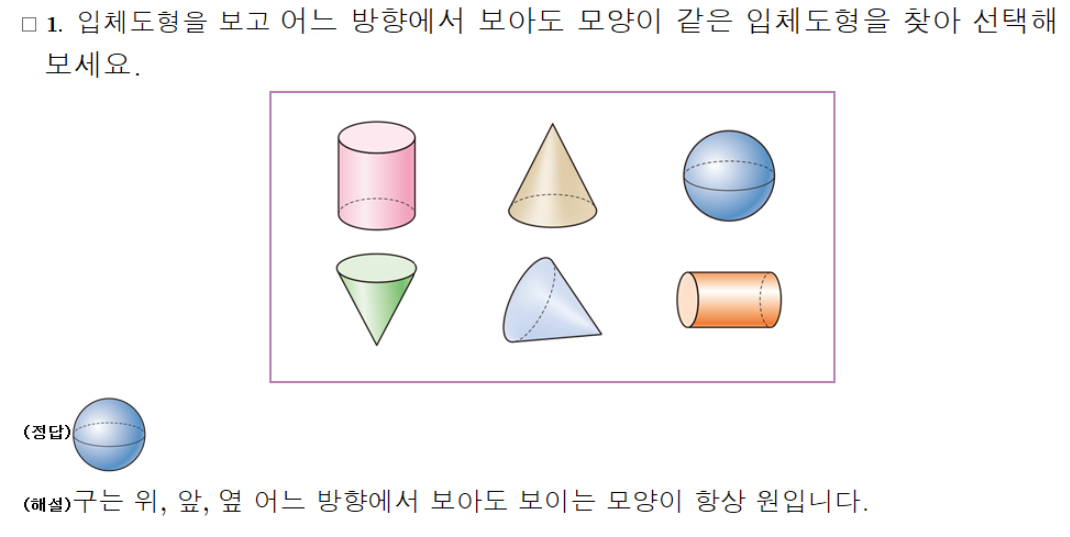 □ 1. 입체도형을 보고 어느 방향에서 보아도 모양이 같은 입체도형을 찾아 선택해
보세요.
(정답)
(해설)구는 위, 앞, 옆 어느 방향에서 보아도 보이는 모양이 항상 원입니다.